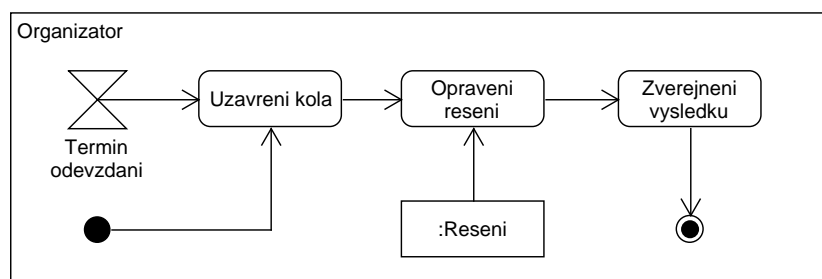 Organizator
Uzavreni kola
Opraveni
reseni
Zverejneni
vysledku
Termin
odevzdani
:Reseni